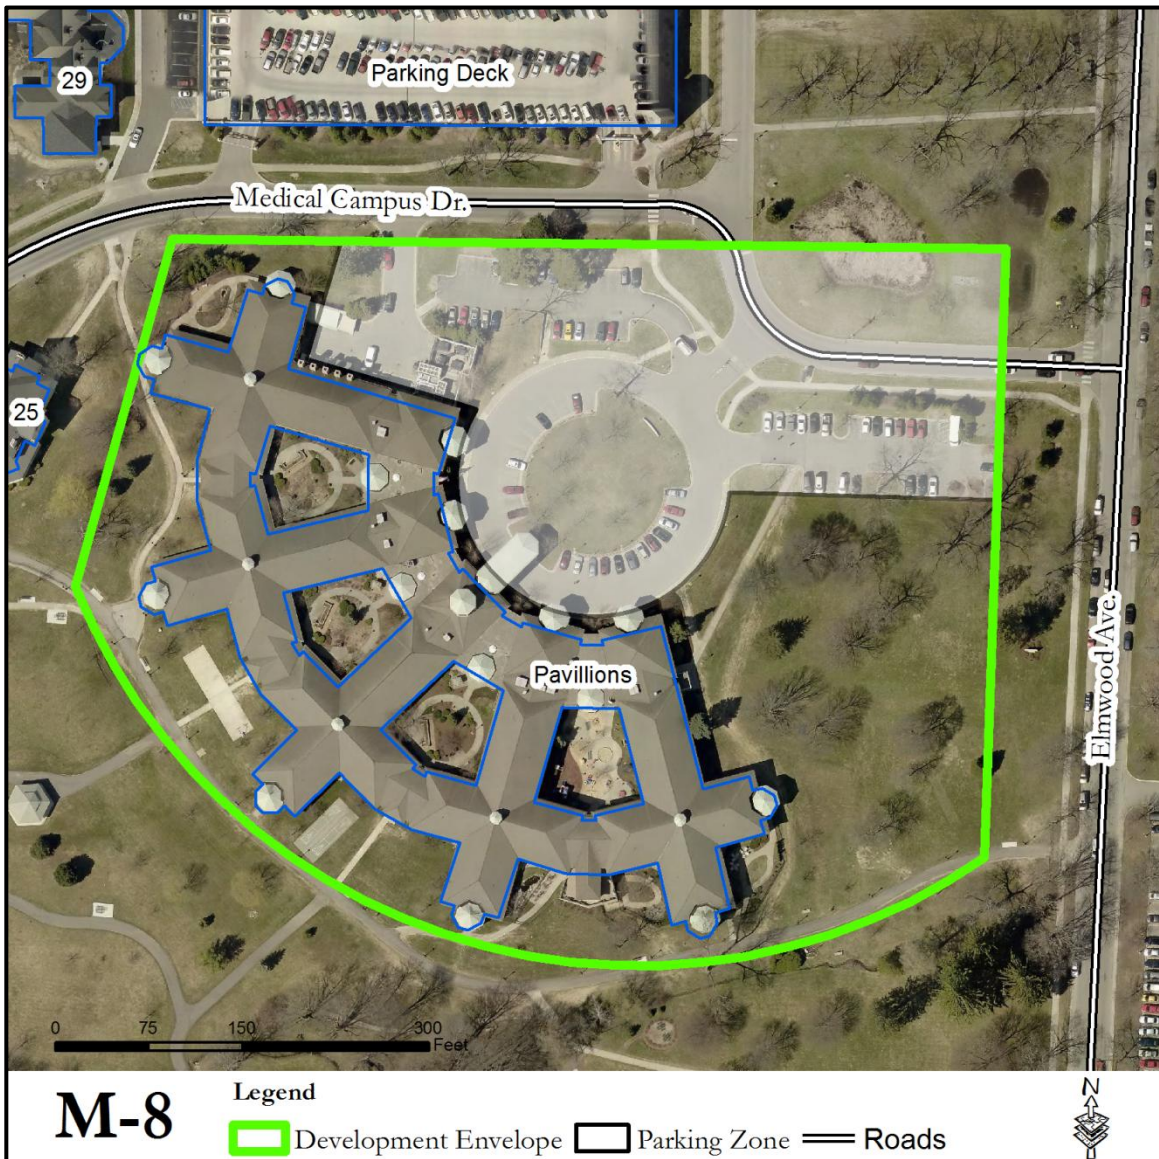 29
Parking Deck
Medical Campus Dr.
25
Pavillions
Elmwood Ave.
0 75 150 300
Feet
M-8
Legend
Development Envelope Parking Zone Roads
N